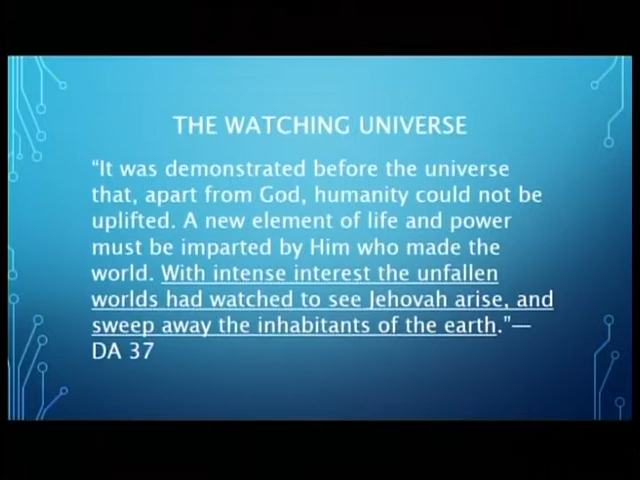 THE WATCHING UNIVERSE
“It was demonstrated before the universe
that, apart from God, humanity could not be
uplifted. A new element of life and power
must be imparted by Him who made the
world. With intense interest the unfallen
worlds had watched to see Jehovah arise, and
sweep away the inhabitants of the earth.”—
DA 37